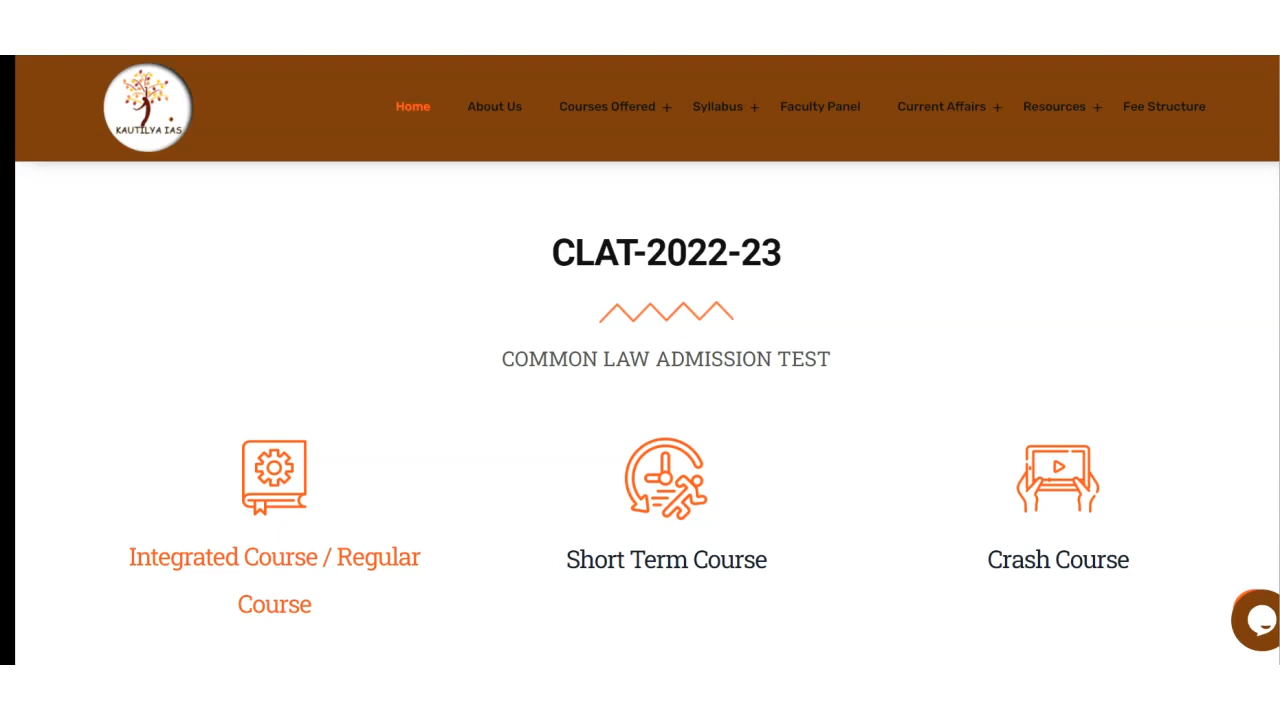 KAUTILYA IAS
Home About Us Courses Offered + Syllabus + Faculty Panel Current Affairs + Resources + Fee Structure
CLAT-2022-23
COMMON LAW ADMISSION TEST
Integrated Course / Regular
Course
Short Term Course
Crash Course